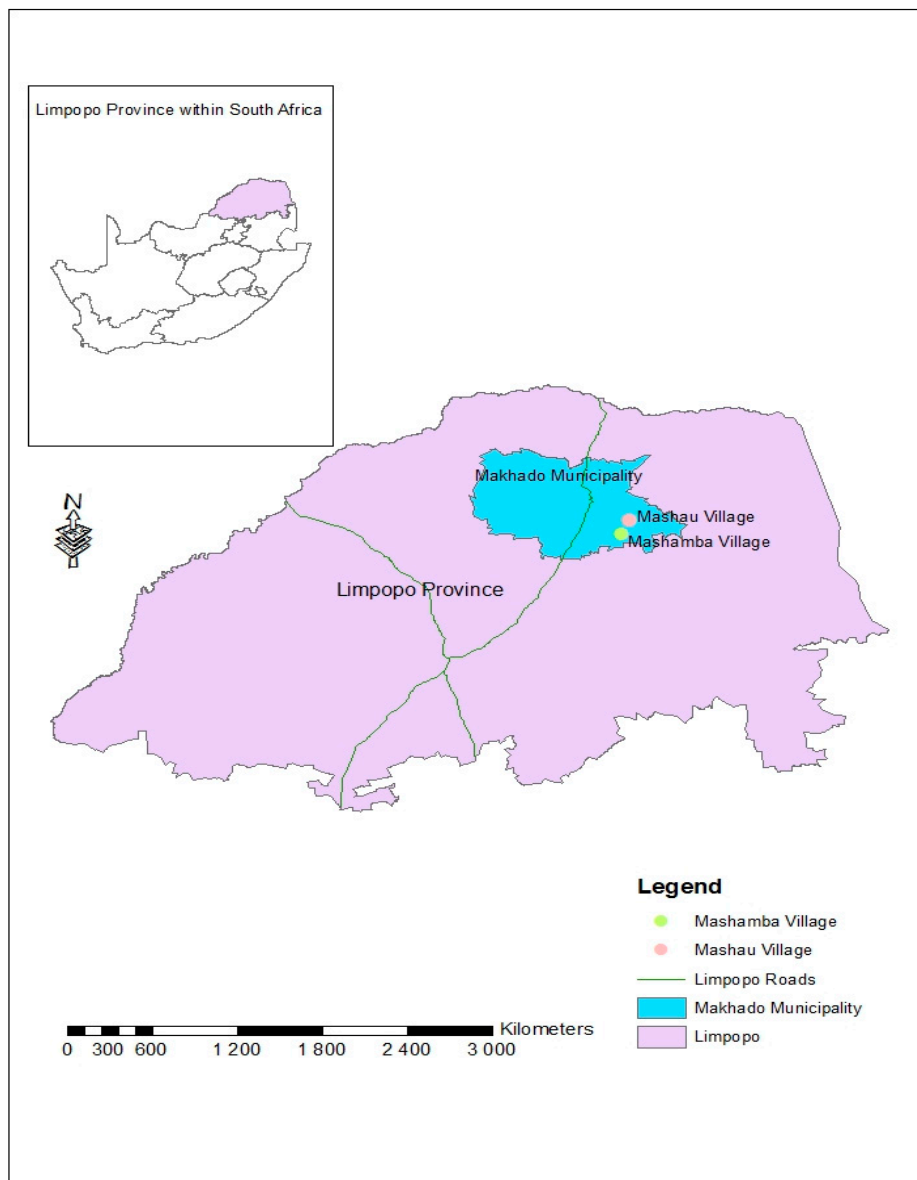 Limpopo Province within South Africa
N
Makhado Municipality
Mashau Village
Mashamba Village
Limpopo Province
Legend
Mashamba Village
Mashau Village
Limpopo Roads
Makhado Municipality
Limpopo
Kilometers
0 300 600 1 200 1 800 2 400 3 000